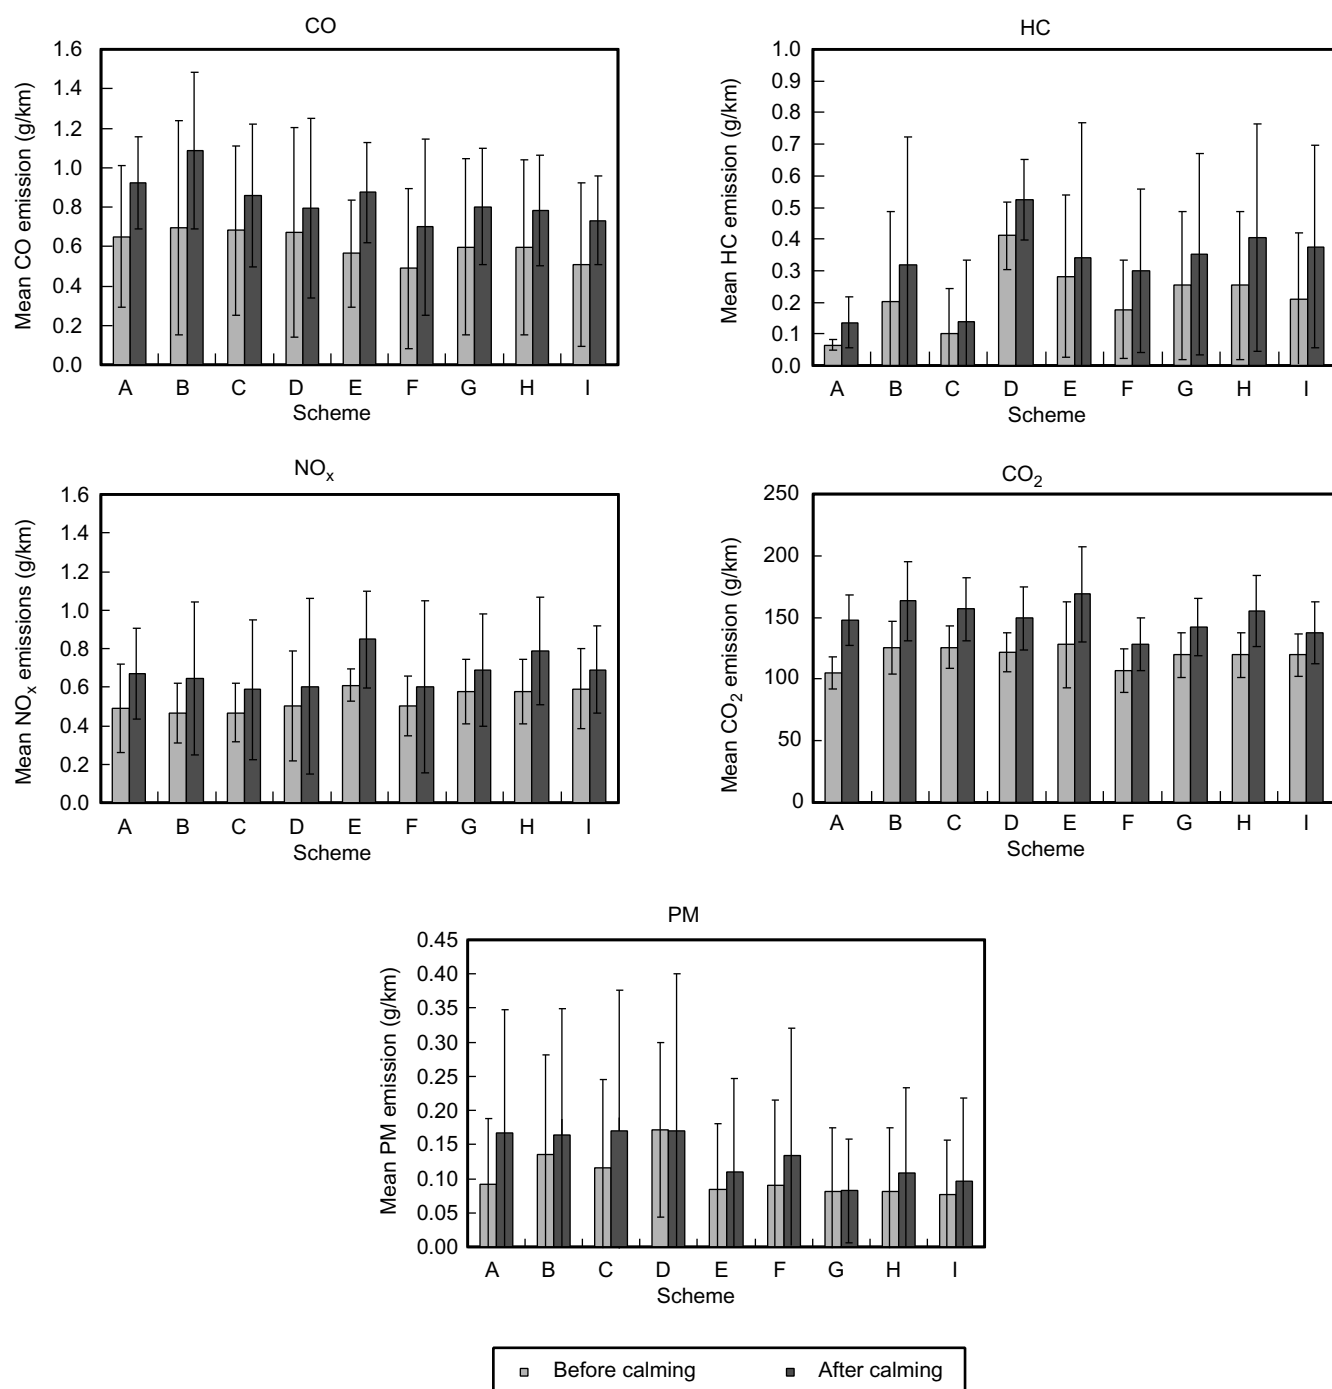 CO
Mean CO emission (g/km)
1.6
1.4
1.2
1.0
0.8
0.6
0.4
0.2
0.0
A B C D E F G H I
Scheme
HC
Mean HC emission (g/km)
1.0
0.9
0.8
0.7
0.6
0.5
0.4
0.3
0.2
0.1
0.0
A B C D E F G H I
Scheme
NOx
Mean NOx emissions (g/km)
1.6
1.4
1.2
1.0
0.8
0.6
0.4
0.2
0.0
A B C D E F G H I
Scheme
CO2
Mean CO2 emission (g/km)
250
200
150
100
50
0
A B C D E F G H I
Scheme
PM
Mean PM emission (g/km)
0.45
0.40
0.35
0.30
0.25
0.20
0.15
0.10
0.05
0.00
A B C D E F G H I
Scheme
Before calming After calming